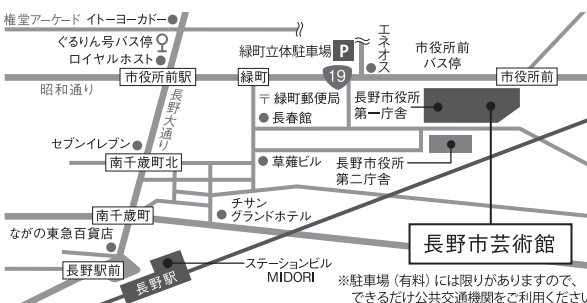 権堂アーケード イトーヨーカドー
ぐるりん号バス停
ロイヤルホスト
緑町立体駐車場 P
エネオス
市役所前
バス停
市役所前駅
緑町
19
市役所前
昭和通り
長野大通り
〒緑町郵便局
長春館
長野市役所
第一庁舎
セブンイレブン
南千歳町北
草薙ビル
長野市役所
第二庁舎
南千歳町
チサン
グランドホテル
ながの東急百貨店
長野市芸術館
長野駅前
長野駅
ステーションビル
MIDORI
※駐車場(有料)には限りがありますので、
できるだけ公共交通機関をご利用ください